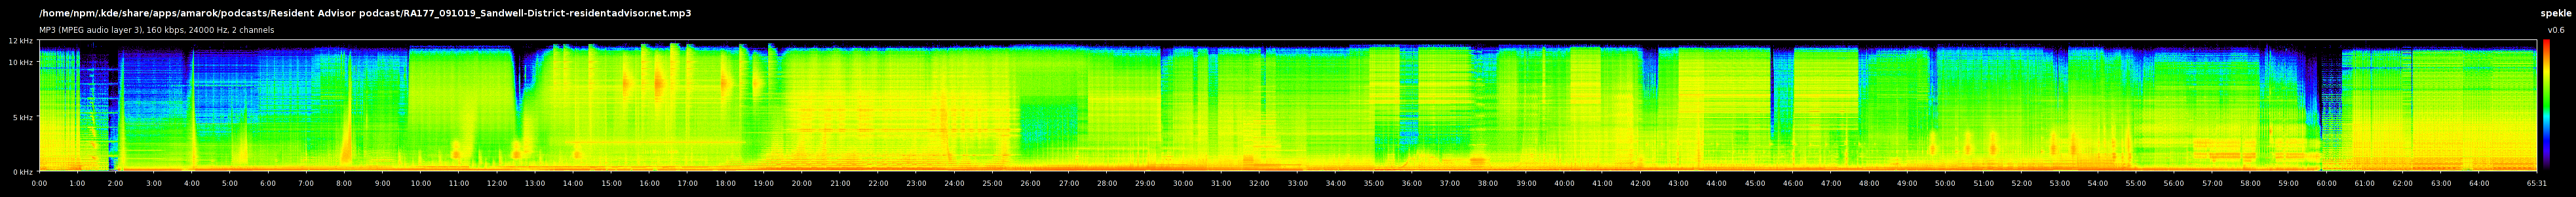 /home/npm/.kde/share/apps/amarok/podcasts/Resident Advisor podcast/RA177_091019_Sandwell-District-residentadvisor.net.mp3
spekle
MP3 (MPEG audio layer 3), 160 kbps, 24000 Hz, 2 channels
v0.6
12 kHz
10 kHz
5 kHz
0 kHz
0:00 1:00 2:00 3:00 4:00 5:00 6:00 7:00 8:00 9:00 10:00 11:00 12:00 13:00 14:00 15:00 16:00 17:00 18:00 19:00 20:00 21:00 22:00 23:00 24:00 25:00 26:00 27:00 28:00 29:00 30:00 31:00 32:00 33:00 34:00 35:00 36:00 37:00 38:00 39:00 40:00 41:00 42:00 43:00 44:00 45:00 46:00 47:00 48:00 49:00 50:00 51:00 52:00 53:00 54:00 55:00 56:00 57:00 58:00 59:00 60:00 61:00 62:00 63:00 64:00 65:31